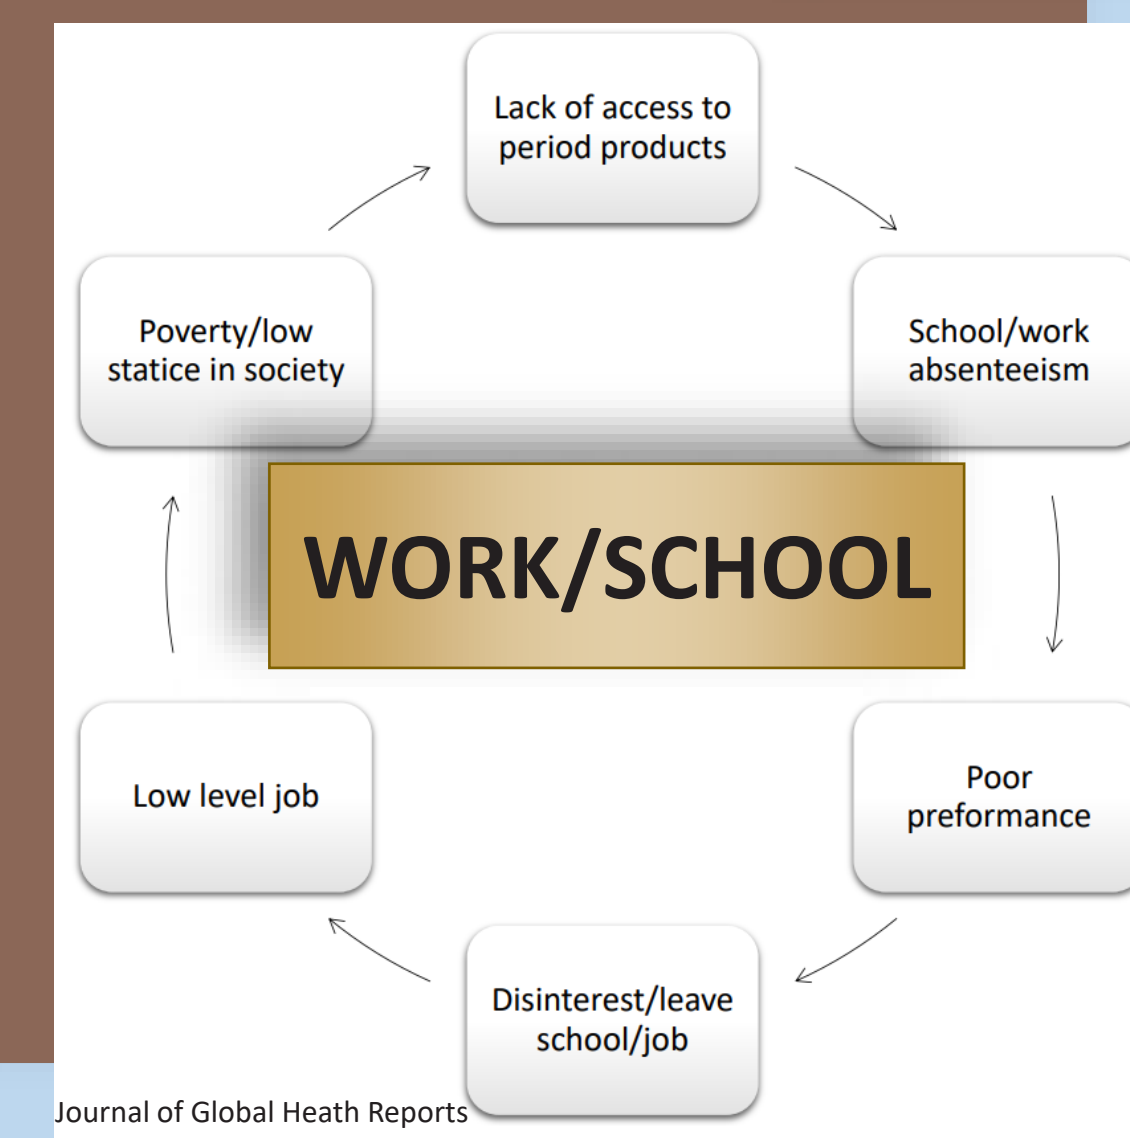 Lack of access to
period products
School/work
absenteeism
Poor
preformance
Disinterest/leave
school/job
Low level job
Poverty/low
statice in society
WORK/SCHOOL
Journal of Global Heath Reports